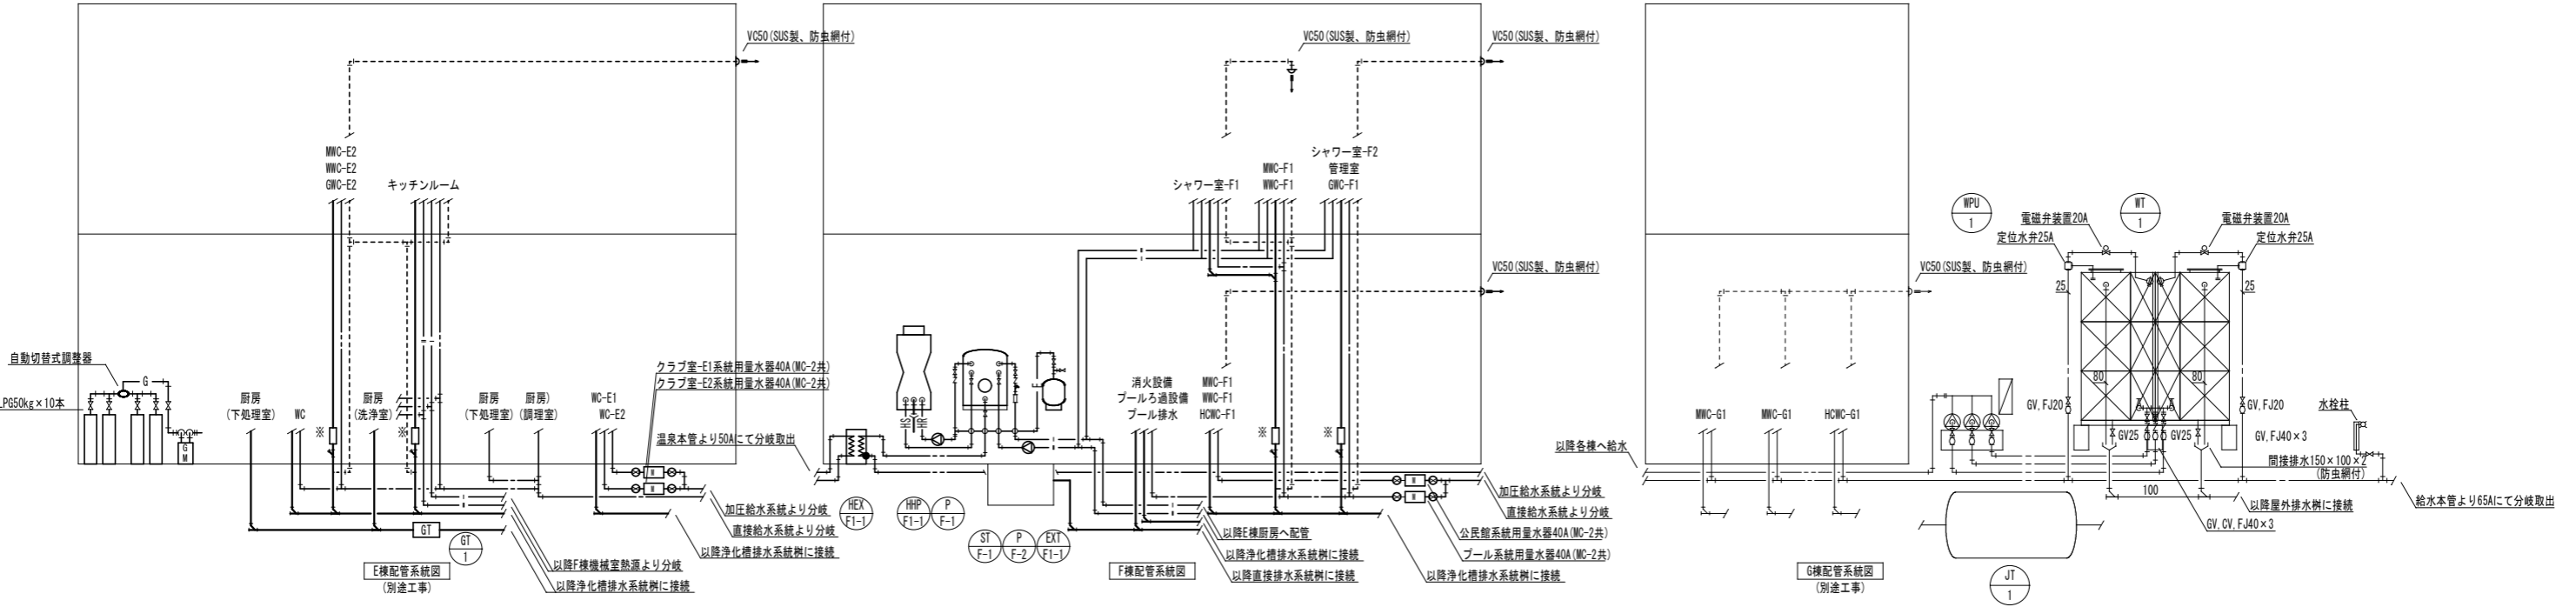 VC50(SUS製、防虫網付)
MWC-E2
WWC-E2
GWC-E2
キッチンルーム
自動切替式調整器
G
LPG50kg×10本
G
M
厨房
(下処理室)
WC
※
厨房
(洗浄室)
※
厨房
(下処理室)
厨房)
(調理室)
WC-E1
WC-E2
クラブ室-E1系統用量水器40A(MC-2共)
クラブ室-E2系統用量水器40A(MC-2共)
M
M
加圧給水系統より分岐
直接給水系統より分岐
以降浄化槽排水系統桝に接続
GT
GT
1
以降F棟機械室熱源より分岐
以降浄化槽排水系統桝に接続
E棟配管系統図
(別途工事)
VC50(SUS製、防虫網付)
VC50(SUS製、防虫網付)
シャワー室-F1
MWC-F1
WWC-F1
シャワー室-F2
管理室
GWC-F1
VC50(SUS製、防虫網付)
温泉本管より50Aにて分岐取出
HS
HE
消火設備
プールろ過設備
プール排水
MWC-F1
WWC-F1
HCWC-F1
※
※
HEX
F1-1
HHP
F1-1
P
F-1
ST
F-1
P
F-2
EXT
F1-1
M
M
加圧給水系統より分岐
直接給水系統より分岐
公民館系統用量水器40A(MC-2共)
プール系統用量水器40A(MC-2共)
以降浄化槽排水系統桝に接続
以降E棟厨房へ配管
以降浄化槽排水系統桝に接続
以降直接排水系統桝に接続
F棟配管系統図
VC50(SUS製、防虫網付)
MWC-G1
MWC-G1
HCWC-G1
以降各棟へ給水
G棟配管系統図
(別途工事)
WPU
1
WT
1
電磁弁装置20A
定位水弁25A
電磁弁装置20A
定位水弁25A
25
25
80
80
GV,FJ20
GV,FJ20
GV25
GV25
GV,FJ40×3
間接排水150×100×2
(防虫網付)
水栓柱
100
以降屋外排水桝に接続
GV,CV,FJ40×3
給水本管より65Aにて分岐取出
JT
1